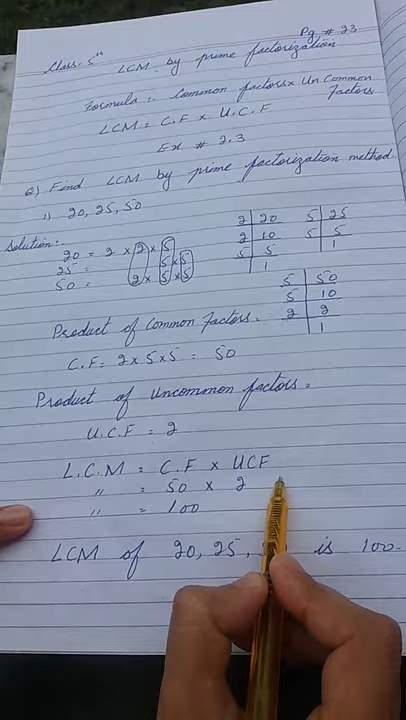 Pg # 23
Class: 5th
LCM by prime factorization
Formula:- Common factors x Un Common Factors
LCM = C.F x U.C.F
Ex # 2.3
Q) Find LCM by prime factorization method
i) 20, 25, 50
Solution:-
20 = 2 x 2 x 5
25 = 5 x 5
50 = 2 x 5 x 5
2 | 20
2 | 10
5 | 5
1
5 | 25
5 | 5
1
5 | 50
5 | 10
2 | 2
1
Product of Common Factors.
C.F = 2 x 5 x 5 = 50
Product of Uncommon factors =
U.C.F = 2
L.C.M = C.F x UCF
" = 50 x 2
" = 100
LCM of 20, 25, is 100.